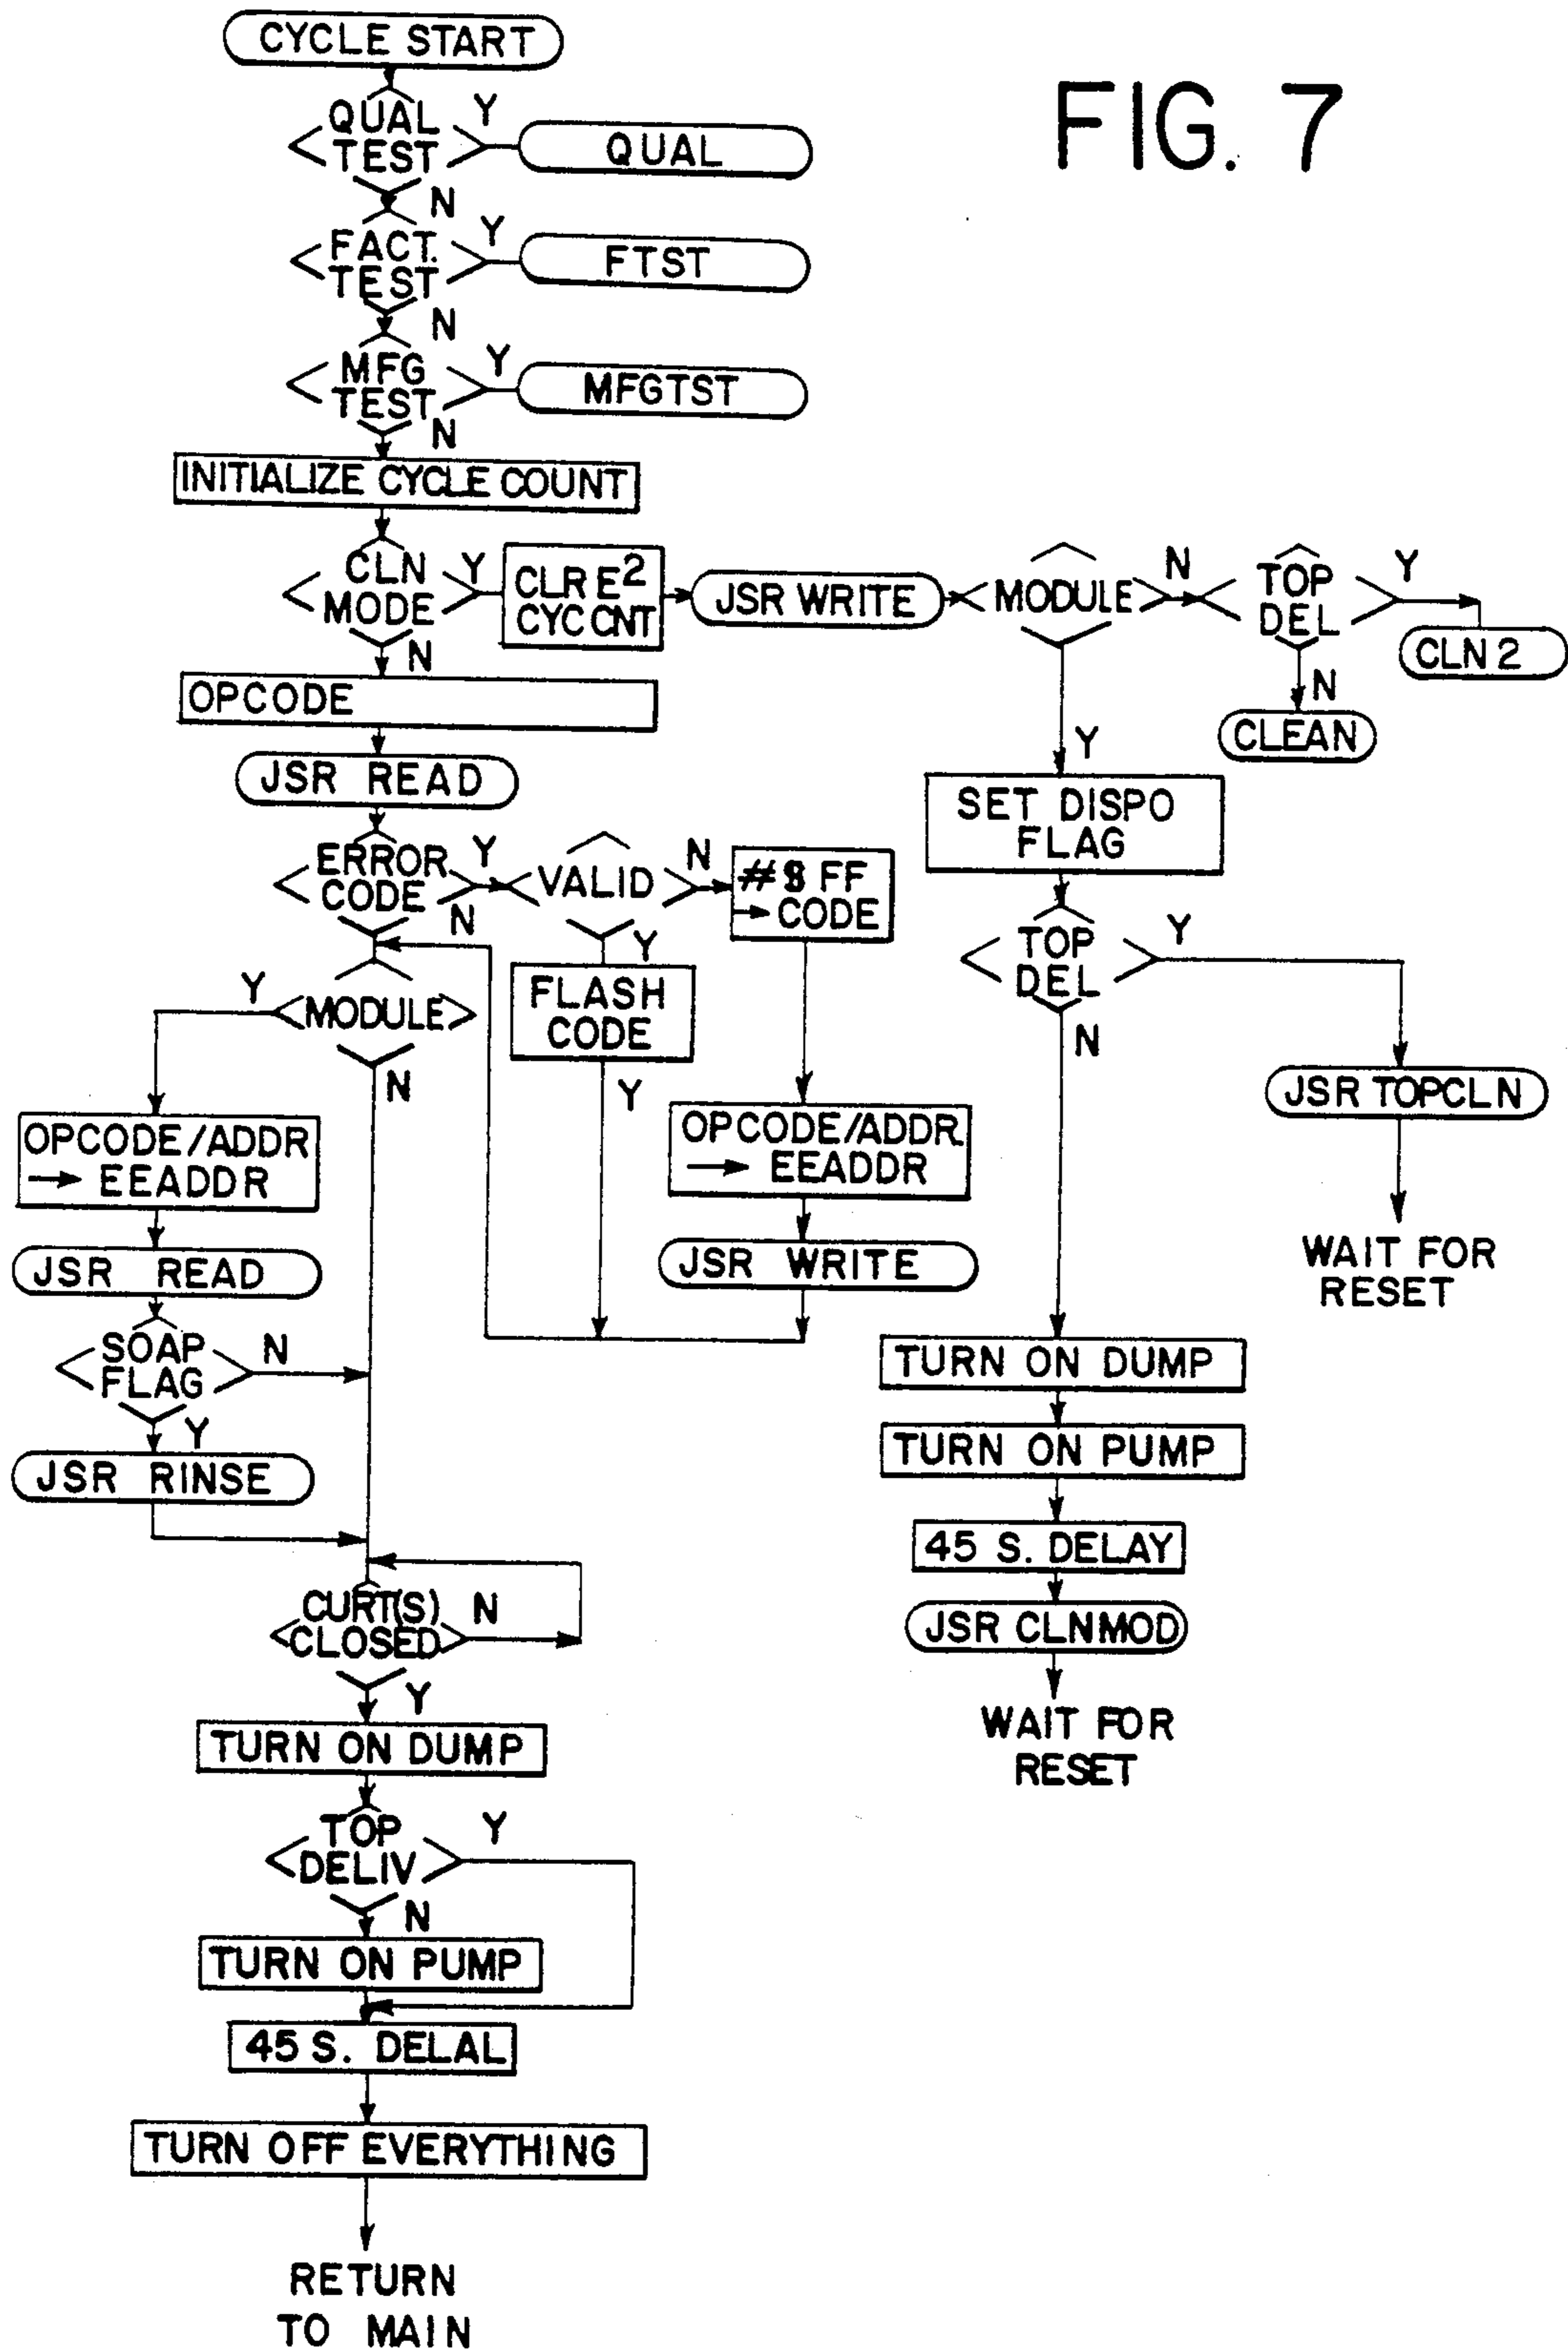 CYCLE START
FIG. 7
QUAL
TEST
Y
QUAL
N
FACT.
TEST
Y
FTST
N
MFG
TEST
Y
MFGTST
N
INITIALIZE CYCLE COUNT
CLN
MODE
Y
CLR E2
CYC CNT
JSR WRITE
MODULE
N
TOP
DEL
Y
CLN 2
N
CLEAN
N
OPCODE
JSR READ
Y
SET DISPO
FLAG
ERROR
CODE
Y
VALID
N
#$ FF
→ CODE
N
Y
FLASH
CODE
Y
TOP
DEL
Y
N
Y
MODULE
N
OPCODE/ADDR
→ EEADDR
OPCODE/ADDR.
→ EEADDR
JSR TOPCLN
JSR READ
JSR WRITE
WAIT FOR
RESET
SOAP
FLAG
N
Y
JSR RINSE
TURN ON DUMP
TURN ON PUMP
45 S. DELAY
JSR CLNMOD
WAIT FOR
RESET
CURT(S)
CLOSED
N
Y
TURN ON DUMP
TOP
DELIV
Y
N
TURN ON PUMP
45 S. DELAL
TURN OFF EVERYTHING
RETURN
TO MAIN